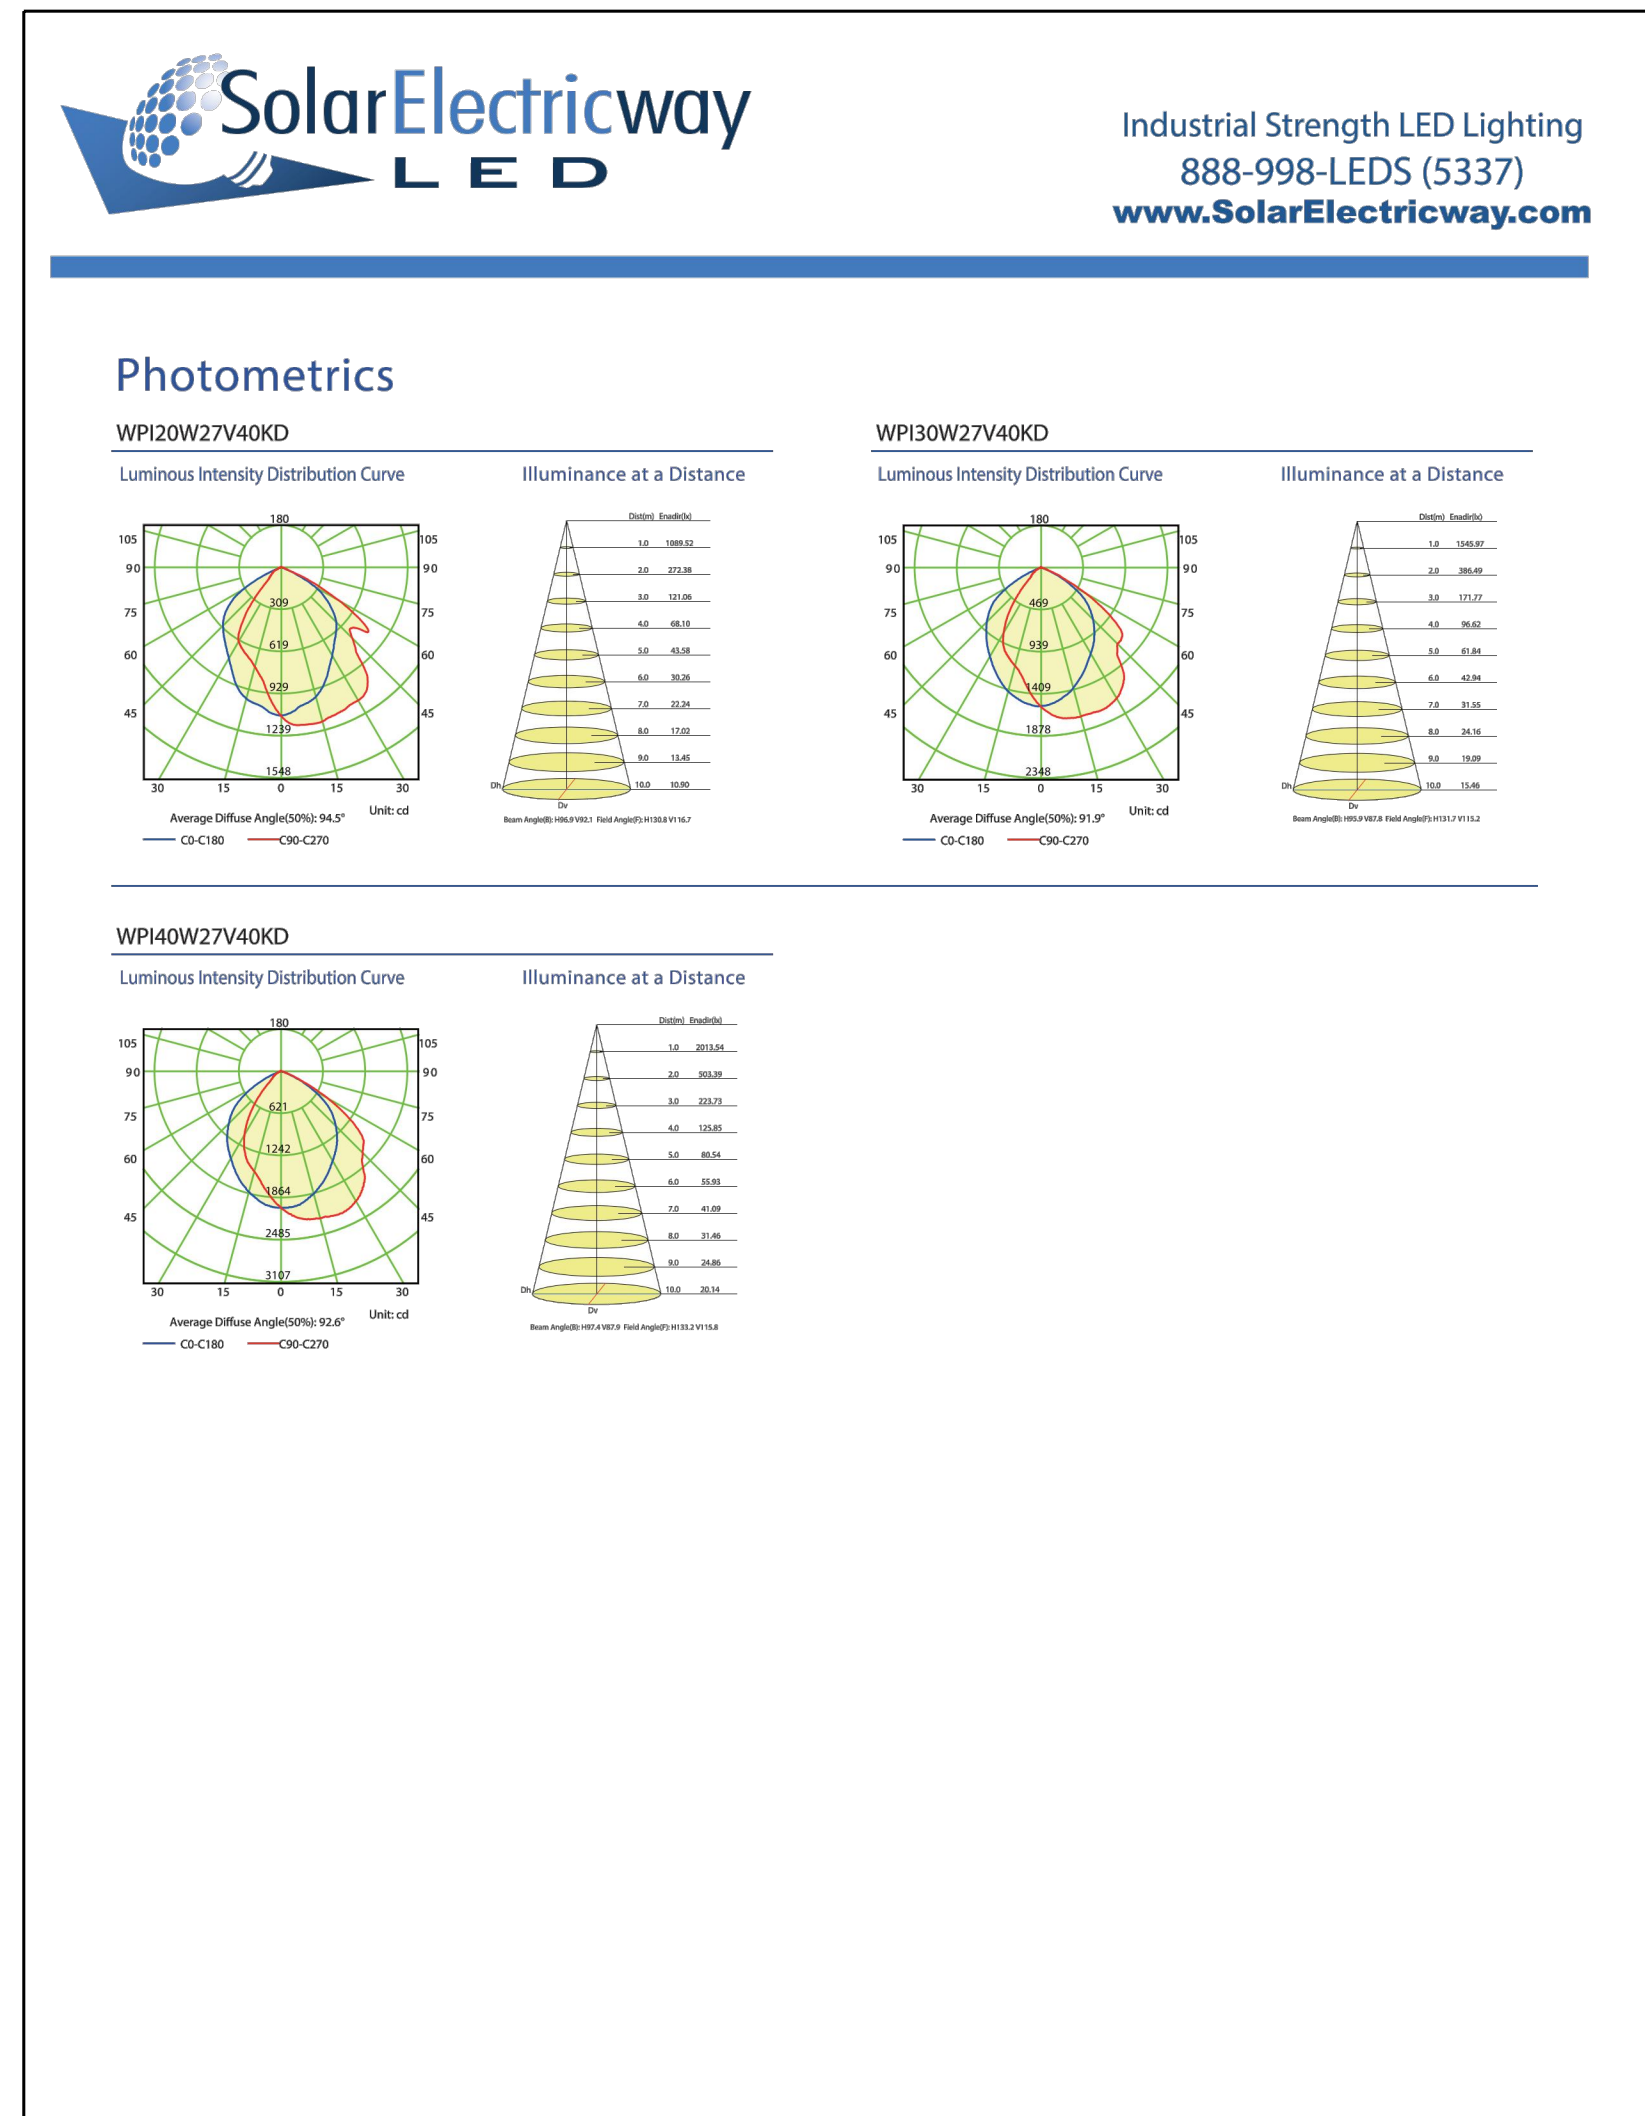 SolarElectricway
LED
Industrial Strength LED Lighting
888-998-LEDS (5337)
www.SolarElectricway.com
Photometrics
WPI20W27V40KD
Luminous Intensity Distribution Curve
Illuminance at a Distance
180
105 105
90 90
75 75
60 60
45 45
309
619
929
1239
1548
30 15 0 15 30
Unit: cd
Average Diffuse Angle(50%): 94.5°
C0-C180 C90-C270
Dist(m) Enadir(lx)
1.0 1089.52
2.0 272.38
3.0 121.06
4.0 68.10
5.0 43.58
6.0 30.26
7.0 22.24
8.0 17.02
9.0 13.45
Dh 10.0 10.90
Dv
Beam Angle(B): H96.9 V92.1 Field Angle(F): H130.8 V116.7
WPI30W27V40KD
Luminous Intensity Distribution Curve
Illuminance at a Distance
180
105 105
90 90
75 75
60 60
45 45
469
939
1409
1878
2348
30 15 0 15 30
Unit: cd
Average Diffuse Angle(50%): 91.9°
C0-C180 C90-C270
Dist(m) Enadir(lx)
1.0 1545.97
2.0 386.49
3.0 171.77
4.0 96.62
5.0 61.84
6.0 42.94
7.0 31.55
8.0 24.16
9.0 19.09
Dh 10.0 15.46
Dv
Beam Angle(B): H95.9 V87.8 Field Angle(F): H131.7 V115.2
WPI40W27V40KD
Luminous Intensity Distribution Curve
Illuminance at a Distance
180
105 105
90 90
75 75
60 60
45 45
621
1242
1864
2485
3107
30 15 0 15 30
Unit: cd
Average Diffuse Angle(50%): 92.6°
C0-C180 C90-C270
Dist(m) Enadir(lx)
1.0 2013.54
2.0 503.39
3.0 223.73
4.0 125.85
5.0 80.54
6.0 55.93
7.0 41.09
8.0 31.46
9.0 24.86
Dh 10.0 20.14
Dv
Beam Angle(B): H97.4 V87.9 Field Angle(F): H133.2 V115.8